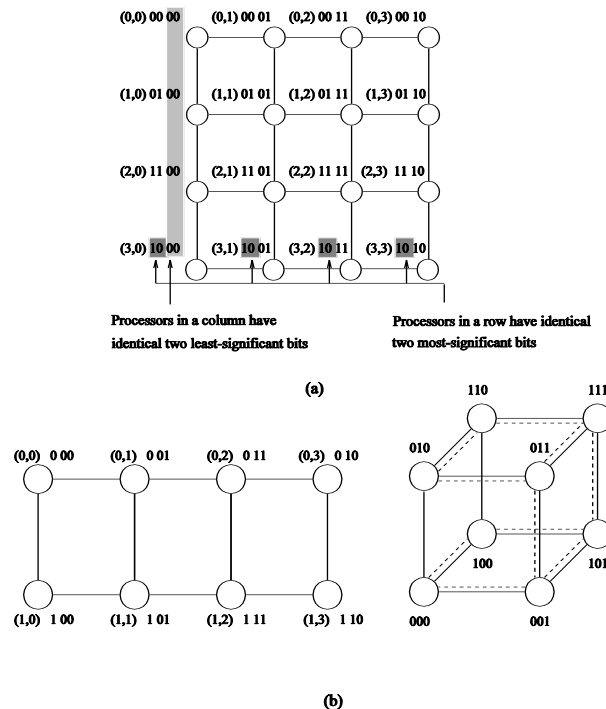 (0,0) 00 00 (0,1) 00 01 (0,2) 00 11 (0,3) 00 10
(1,0) 01 00 (1,1) 01 01 (1,2) 01 11 (1,3) 01 10
(2,0) 11 00 (2,1) 11 01 (2,2) 11 11 (2,3) 11 10
(3,0) 10 00 (3,1) 10 01 (3,2) 10 11 (3,3) 10 10
Processors in a column have
identical two least-significant bits
Processors in a row have identical
two most-significant bits
(a)
(0,0) 0 00 (0,1) 0 01 (0,2) 0 11 (0,3) 0 10
(1,0) 1 00 (1,1) 1 01 (1,2) 1 11 (1,3) 1 10
110 111
010 011
100 101
000 001
(b)